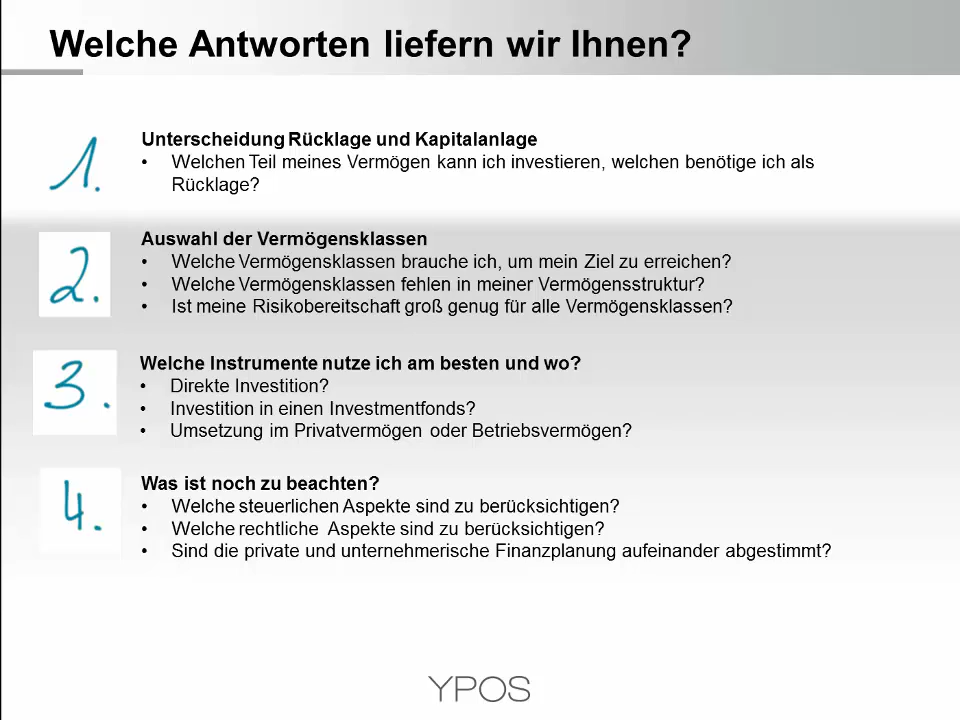 Welche Antworten liefern wir Ihnen?
1.
Unterscheidung Rücklage und Kapitalanlage
• Welchen Teil meines Vermögen kann ich investieren, welchen benötige ich als
Rücklage?
2.
Auswahl der Vermögensklassen
• Welche Vermögensklassen brauche ich, um mein Ziel zu erreichen?
• Welche Vermögensklassen fehlen in meiner Vermögensstruktur?
• Ist meine Risikobereitschaft groß genug für alle Vermögensklassen?
3.
Welche Instrumente nutze ich am besten und wo?
• Direkte Investition?
• Investition in einen Investmentfonds?
• Umsetzung im Privatvermögen oder Betriebsvermögen?
4.
Was ist noch zu beachten?
• Welche steuerlichen Aspekte sind zu berücksichtigen?
• Welche rechtliche Aspekte sind zu berücksichtigen?
• Sind die private und unternehmerische Finanzplanung aufeinander abgestimmt?
YPOS